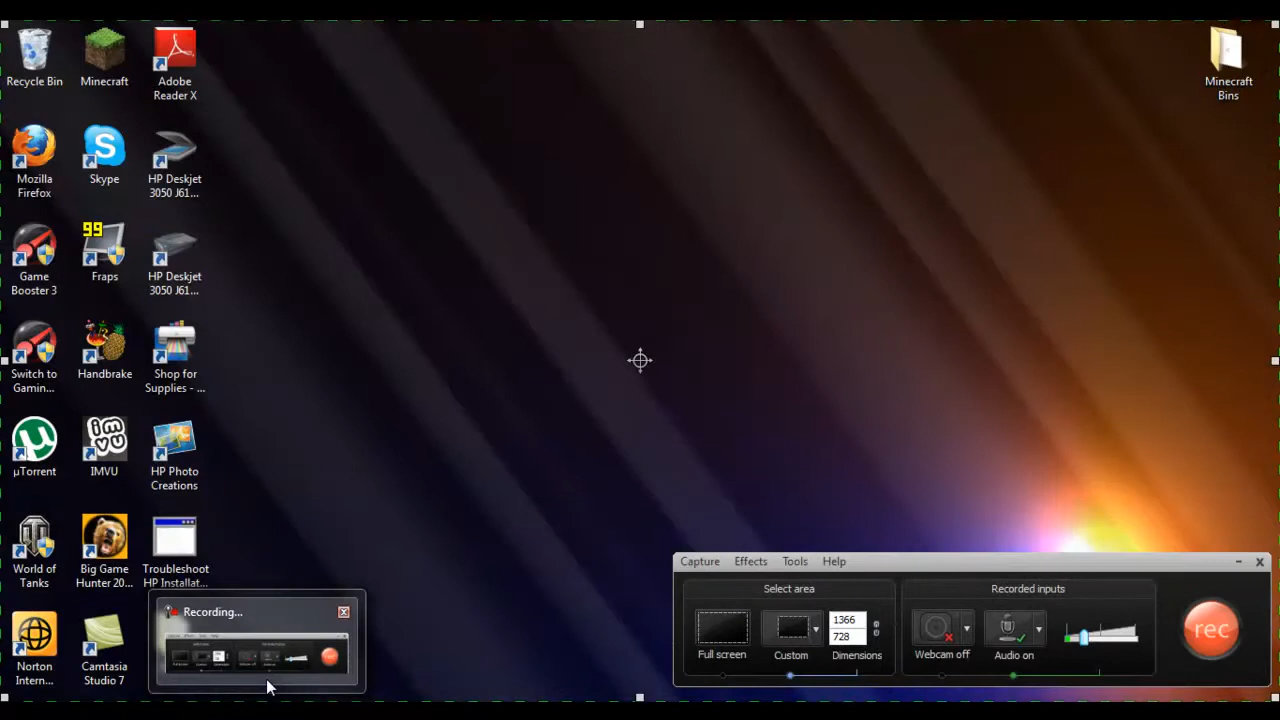 Recycle Bin
Minecraft
Adobe
Reader X
Minecraft
Bins
Mozilla
Firefox
Skype
HP Deskjet
3050 J61...
99
Game
Booster 3
Fraps
HP Deskjet
3050 J61...
Switch to
Gamin...
Handbrake
Shop for
Supplies - ...
µTorrent
IMVU
HP Photo
Creations
World of
Tanks
Big Game
Hunter 20...
Troubleshoot
HP Installat...
Norton
Intern...
Camtasia
Studio 7
Recording...
Capture Effects Tools Help
Select area
Recorded inputs
1366
728
rec
Full screen
Custom
Dimensions
Webcam off
Audio on